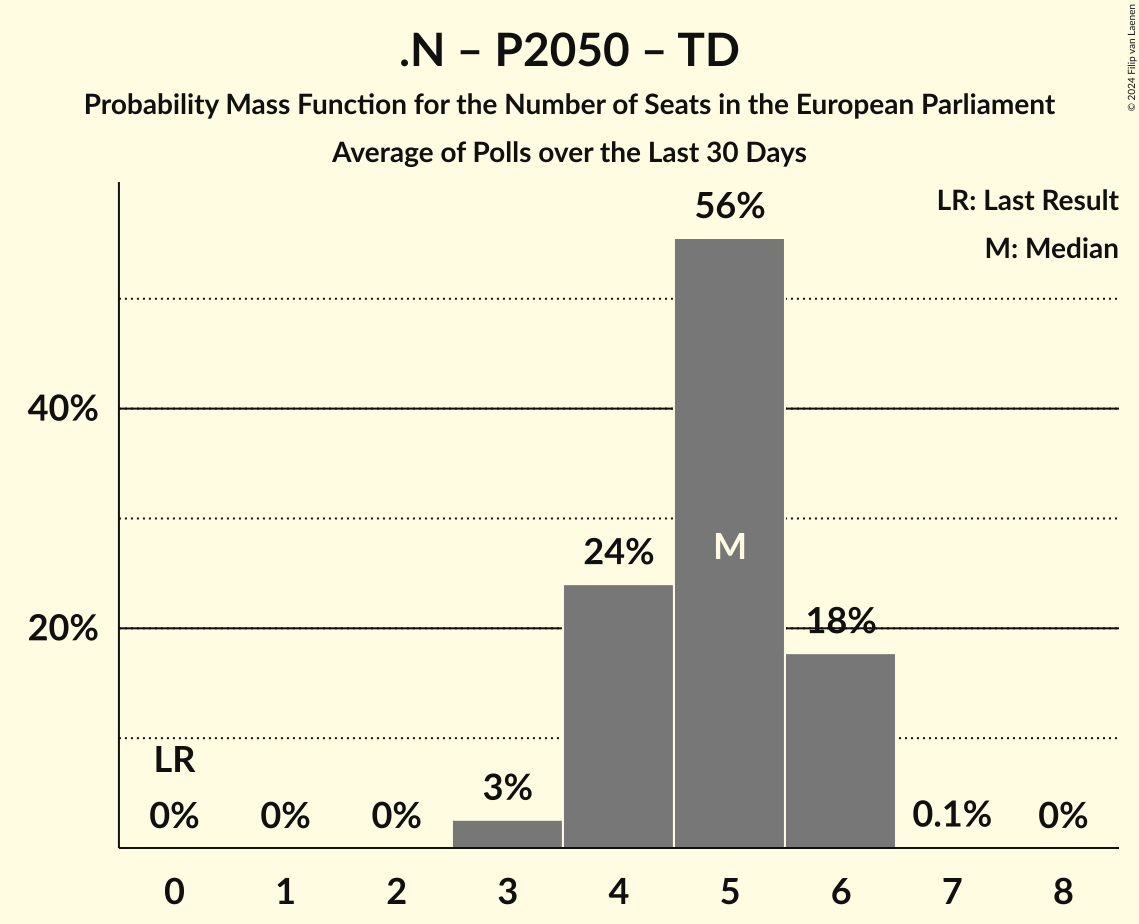 .N – P2050 – TD
Probability Mass Function for the Number of Seats in the European Parliament
Average of Polls over the Last 30 Days
© 2024 Filip van Laenen
LR: Last Result
M: Median
56%
40%
24%
M
20%
18%
LR
0%
0%
0%
3%
0.1%
0%
0
1
2
3
4
5
6
7
8